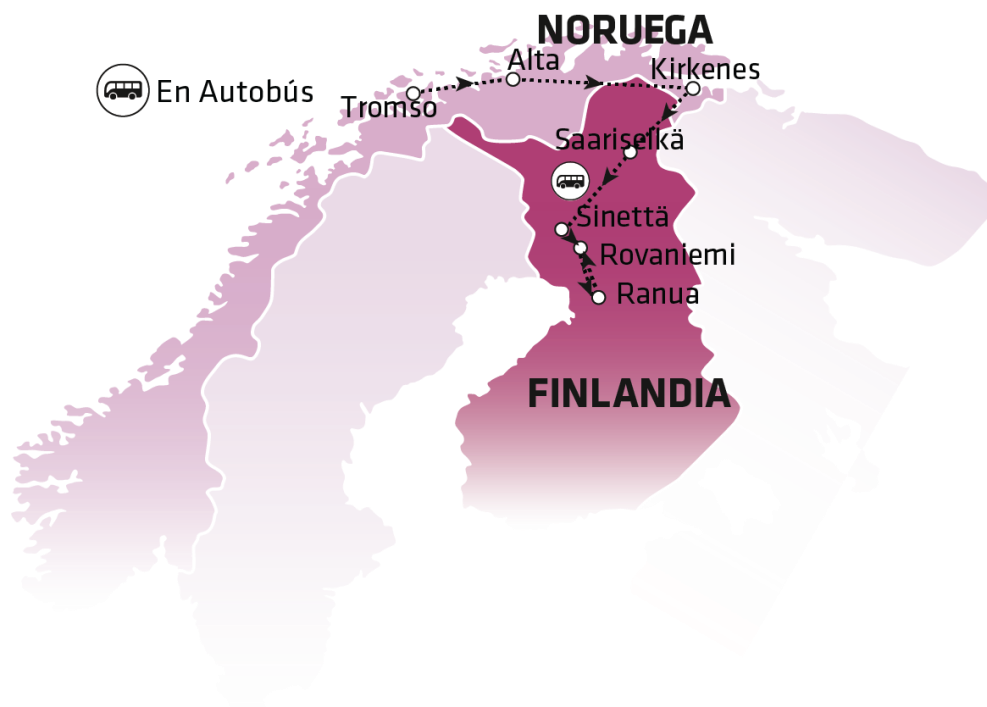 NORUEGA
Alta
Kirkenes
En Autobús
Tromso
Saariselkä
Sinettä
Rovaniemi
Ranua
FINLANDIA